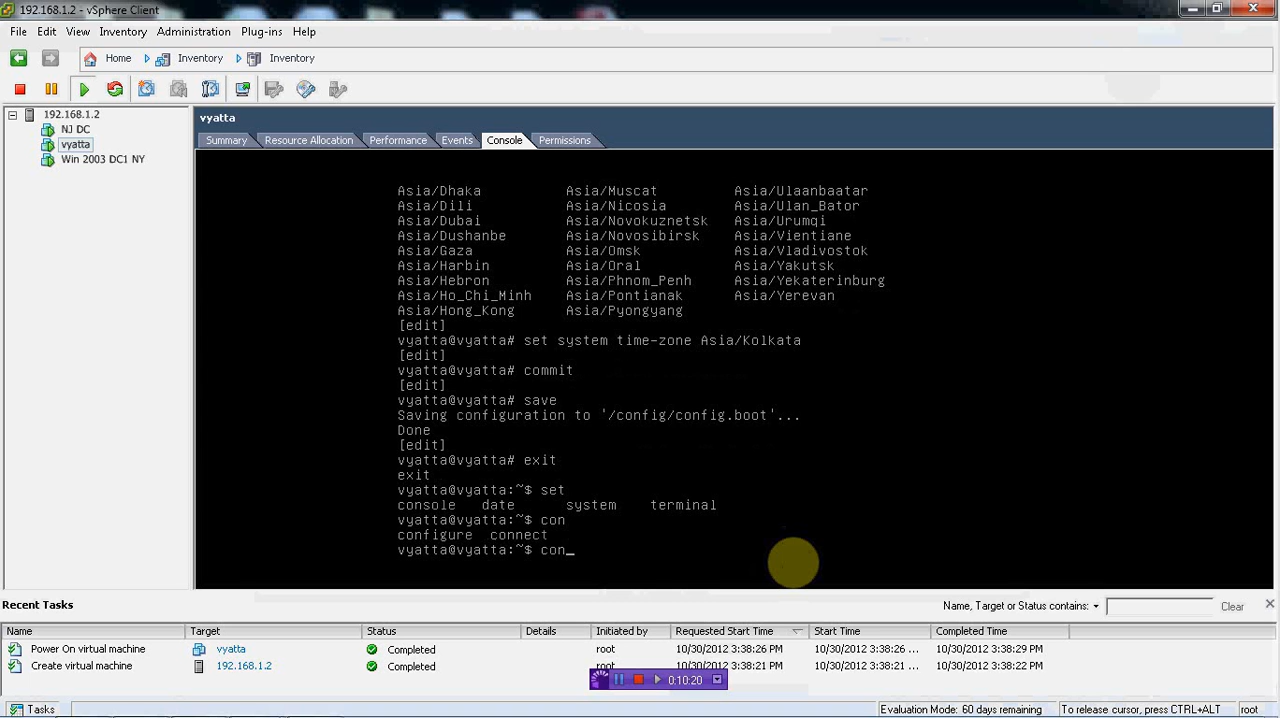 192.168.1.2 - vSphere Client
File Edit View Inventory Administration Plug-ins Help
Home Inventory Inventory
192.168.1.2
NJ DC
vyatta
Win 2003 DC1 NY
vyatta
Summary Resource Allocation Performance Events Console Permissions
Asia/Dhaka Asia/Muscat Asia/Ulaanbaatar
Asia/Dili Asia/Nicosia Asia/Ulan_Bator
Asia/Dubai Asia/Novokuznetsk Asia/Urumqi
Asia/Dushanbe Asia/Novosibirsk Asia/Vientiane
Asia/Gaza Asia/Omsk Asia/Vladivostok
Asia/Harbin Asia/Oral Asia/Yakutsk
Asia/Hebron Asia/Phnom_Penh Asia/Yekaterinburg
Asia/Ho_Chi_Minh Asia/Pontianak Asia/Yerevan
Asia/Hong_Kong Asia/Pyongyang
[edit]
vyatta@vyatta# set system time-zone Asia/Kolkata
[edit]
vyatta@vyatta# commit
[edit]
vyatta@vyatta# save
Saving configuration to '/config/config.boot'...
Done
[edit]
vyatta@vyatta# exit
exit
vyatta@vyatta:~$ set
console date system terminal
vyatta@vyatta:~$ con
configure connect
vyatta@vyatta:~$ con_
Recent Tasks
Name, Target or Status contains: Clear
Name Target Status Details Initiated by Requested Start Time Start Time Completed Time
Power On virtual machine vyatta Completed root 10/30/2012 3:38:26 PM 10/30/2012 3:38:26 ... 10/30/2012 3:38:29 PM
Create virtual machine 192.168.1.2 Completed root 10/30/2012 3:38:21 PM 10/30/2012 3:38:21 ... 10/30/2012 3:38:22 PM
0:10:20
Tasks Evaluation Mode: 60 days remaining To release cursor, press CTRL+ALT root